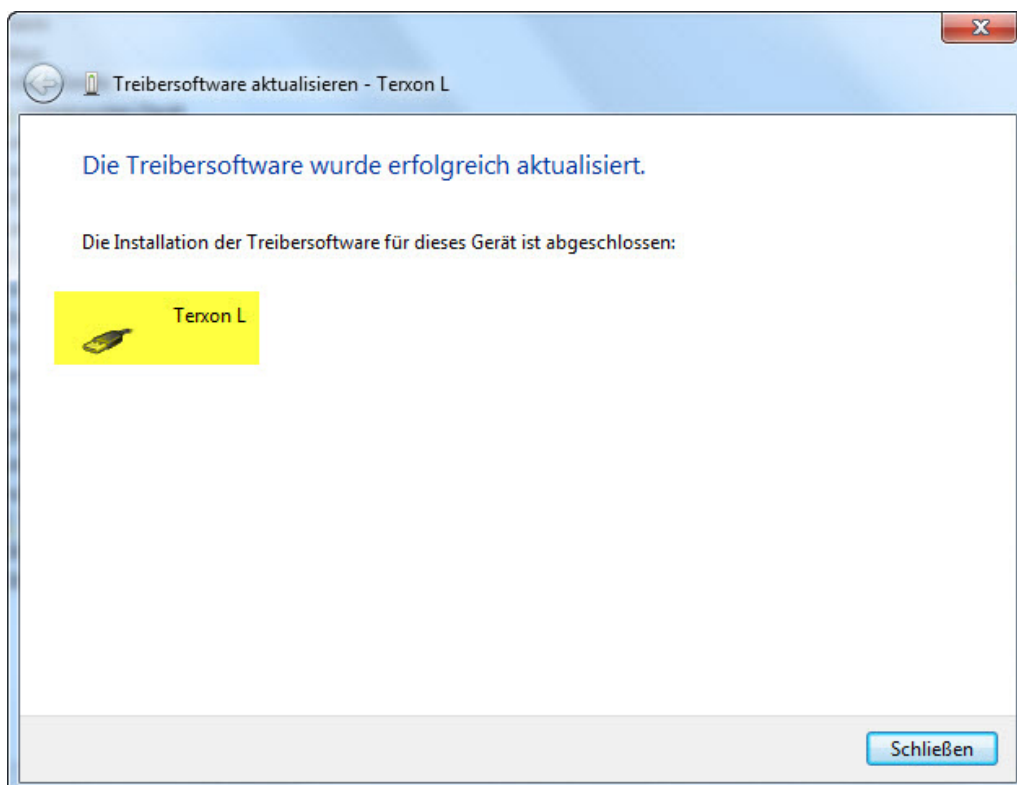 Treibersoftware aktualisieren - Terxon L
Die Treibersoftware wurde erfolgreich aktualisiert.
Die Installation der Treibersoftware für dieses Gerät ist abgeschlossen:
Terxon L
Schließen